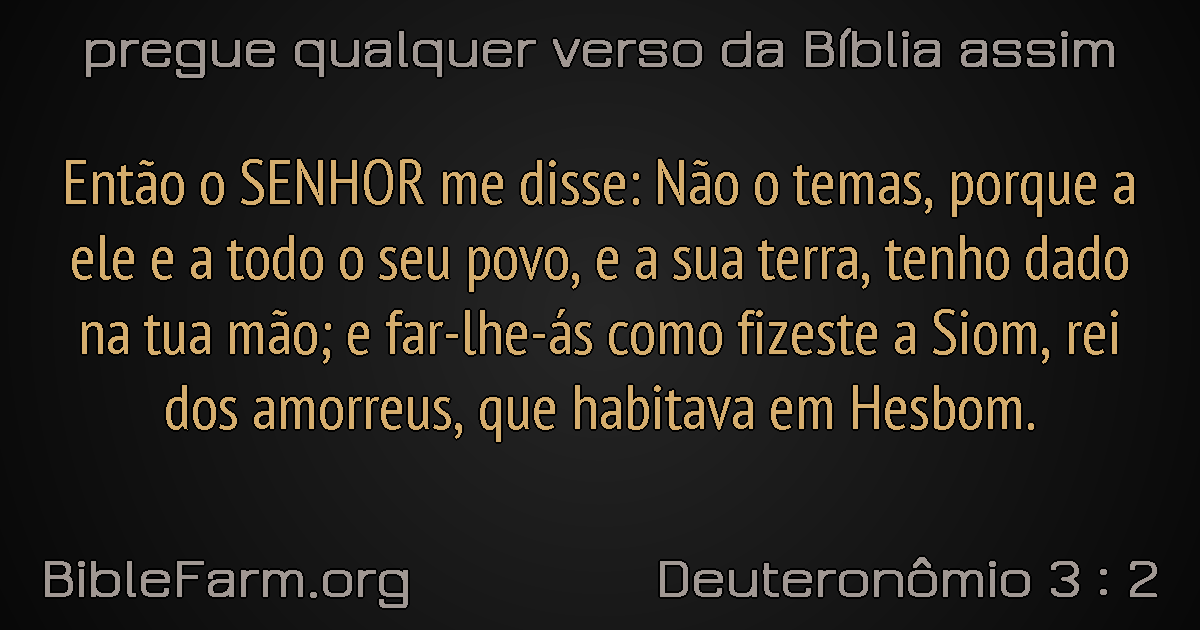 pregue qualquer verso da Bíblia assim
Então o SENHOR me disse: Não o temas, porque a
ele e a todo o seu povo, e a sua terra, tenho dado
na tua mão; e far-lhe-ás como fizeste a Siom, rei
dos amorreus, que habitava em Hesbom.
BibleFarm.org
Deuteronômio 3 : 2